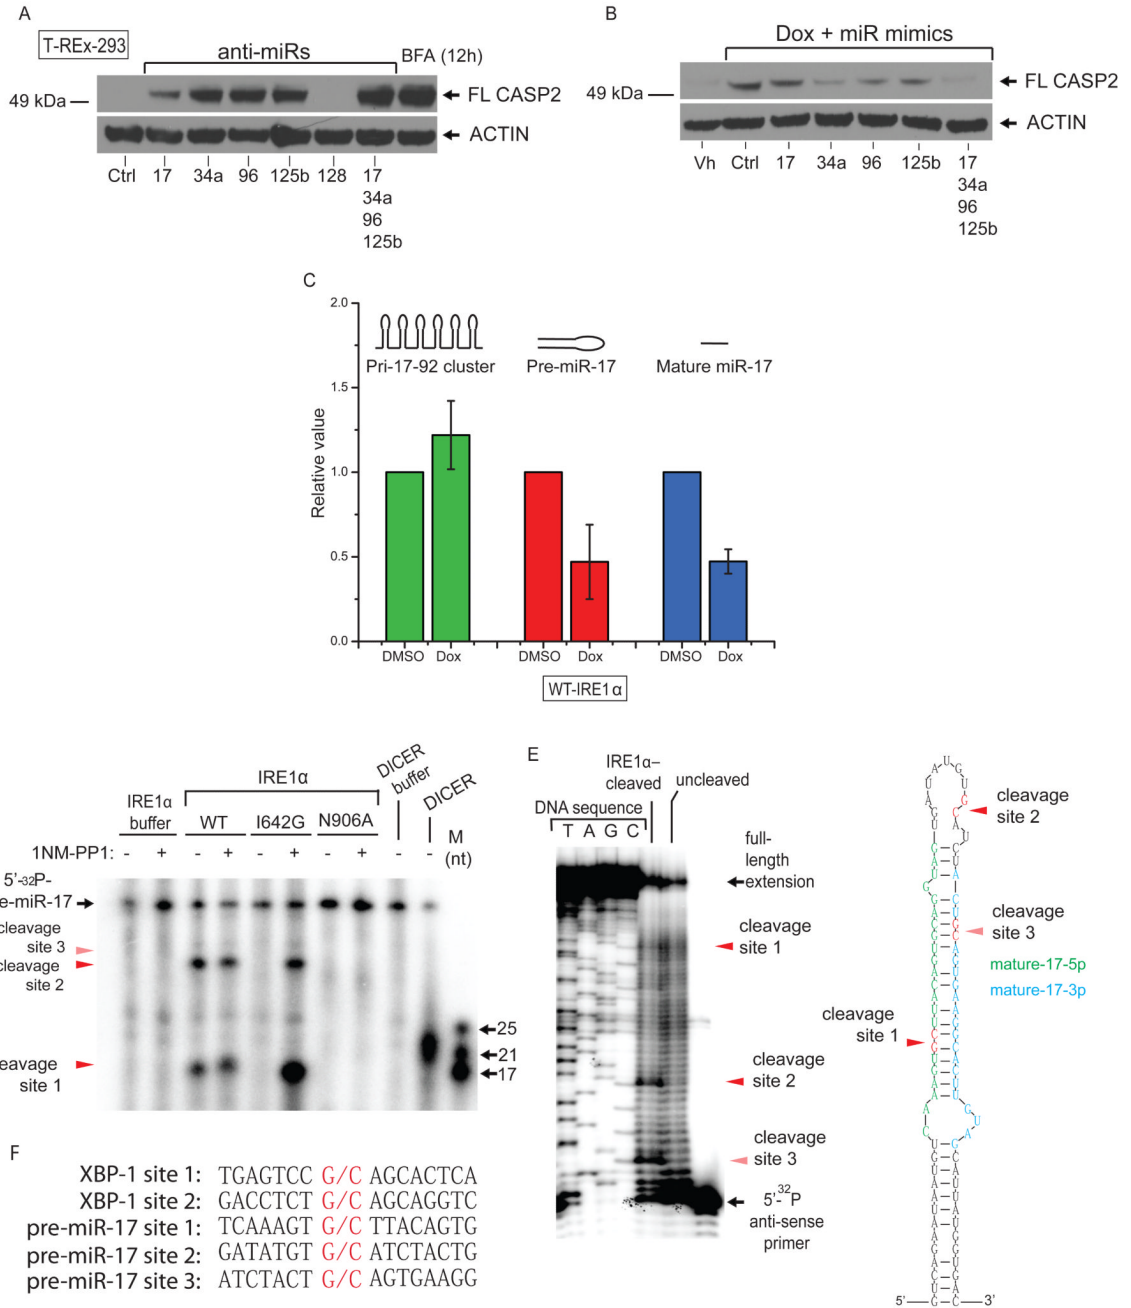 A
T-REx-293
anti-miRs
BFA (12h)
49 kDa
FL CASP2
ACTIN
Ctrl 17 34a 96 125b 128 17
34a
96
125b
B
Dox + miR mimics
49 kDa
FL CASP2
ACTIN
Vh Ctrl 17 34a 96 125b 17
34a
96
125b
C
Relative value
2.0
1.5
1.0
0.5
0.0
Pri-17-92 cluster
Pre-miR-17
Mature miR-17
DMSO Dox DMSO Dox DMSO Dox
WT-IRE1α
IRE1α
buffer
IRE1α
WT I642G N906A
DICER
buffer
DICER
M
(nt)
1NM-PP1: - + - + - + - + - -
5'-32P-
e-miR-17
cleavage
site 3
cleavage
site 2
eavage
site 1
25
21
17
E
IRE1α–
cleaved
uncleaved
DNA sequence
T A G C
full-
length
extension
cleavage
site 1
cleavage
site 2
cleavage
site 3
5'-32P
anti-sense
primer
cleavage
site 2
cleavage
site 3
mature-17-5p
mature-17-3p
cleavage
site 1
5' 3'
F
XBP-1 site 1: TGAGTCC G/C AGCACTCA
XBP-1 site 2: GACCTCT G/C AGCAGGTC
pre-miR-17 site 1: TCAAAGT G/C TTACAGTG
pre-miR-17 site 2: GATATGT G/C ATCTACTG
pre-miR-17 site 3: ATCTACT G/C AGTGAAGG